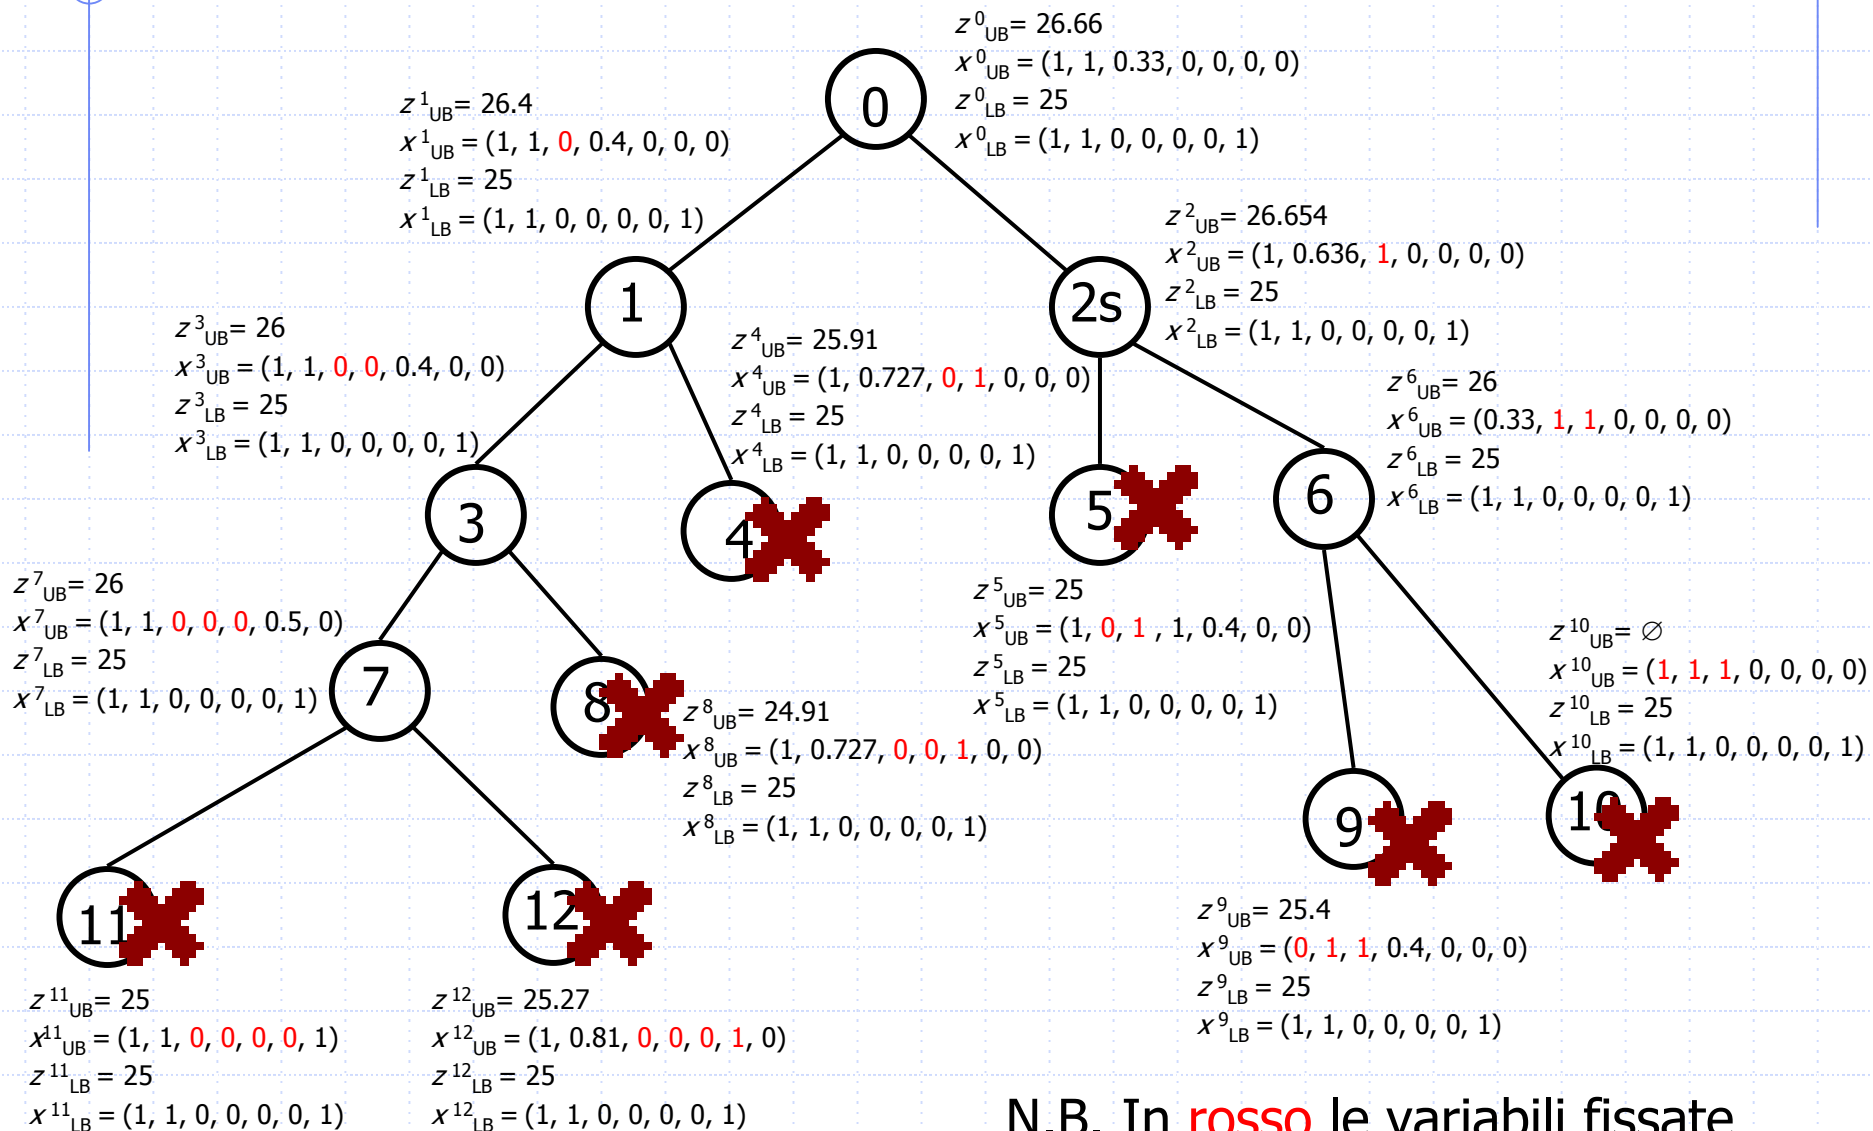 z⁰UB= 26.66
x⁰UB = (1, 1, 0.33, 0, 0, 0, 0)
z⁰LB = 25
x⁰LB = (1, 1, 0, 0, 0, 0, 1)
0
z¹UB= 26.4
x¹UB = (1, 1, 0, 0.4, 0, 0, 0)
z¹LB = 25
x¹LB = (1, 1, 0, 0, 0, 0, 1)
1
z²UB= 26.654
x²UB = (1, 0.636, 1, 0, 0, 0, 0)
z²LB = 25
x²LB = (1, 1, 0, 0, 0, 0, 1)
2s
z³UB= 26
x³UB = (1, 1, 0, 0, 0.4, 0, 0)
z³LB = 25
x³LB = (1, 1, 0, 0, 0, 0, 1)
3
z⁴UB= 25.91
x⁴UB = (1, 0.727, 0, 1, 0, 0, 0)
z⁴LB = 25
x⁴LB = (1, 1, 0, 0, 0, 0, 1)
4
5
z⁶UB= 26
x⁶UB = (0.33, 1, 1, 0, 0, 0, 0)
z⁶LB = 25
x⁶LB = (1, 1, 0, 0, 0, 0, 1)
6
z⁷UB= 26
x⁷UB = (1, 1, 0, 0, 0, 0.5, 0)
z⁷LB = 25
x⁷LB = (1, 1, 0, 0, 0, 0, 1)
7
8
z⁸UB= 24.91
x⁸UB = (1, 0.727, 0, 0, 1, 0, 0)
z⁸LB = 25
x⁸LB = (1, 1, 0, 0, 0, 0, 1)
z⁵UB= 25
x⁵UB = (1, 0, 1 , 1, 0.4, 0, 0)
z⁵LB = 25
x⁵LB = (1, 1, 0, 0, 0, 0, 1)
z¹⁰UB= ∅
x¹⁰UB = (1, 1, 1, 0, 0, 0, 0)
z¹⁰LB = 25
x¹⁰LB = (1, 1, 0, 0, 0, 0, 1)
9
10
11
12
z⁹UB= 25.4
x⁹UB = (0, 1, 1, 0.4, 0, 0, 0)
z⁹LB = 25
x⁹LB = (1, 1, 0, 0, 0, 0, 1)
z¹¹UB= 25
x¹¹UB = (1, 1, 0, 0, 0, 0, 1)
z¹¹LB = 25
x¹¹LB = (1, 1, 0, 0, 0, 0, 1)
z¹²UB= 25.27
x¹²UB = (1, 0.81, 0, 0, 0, 1, 0)
z¹²LB = 25
x¹²LB = (1, 1, 0, 0, 0, 0, 1)
N.B. In rosso le variabili fissate